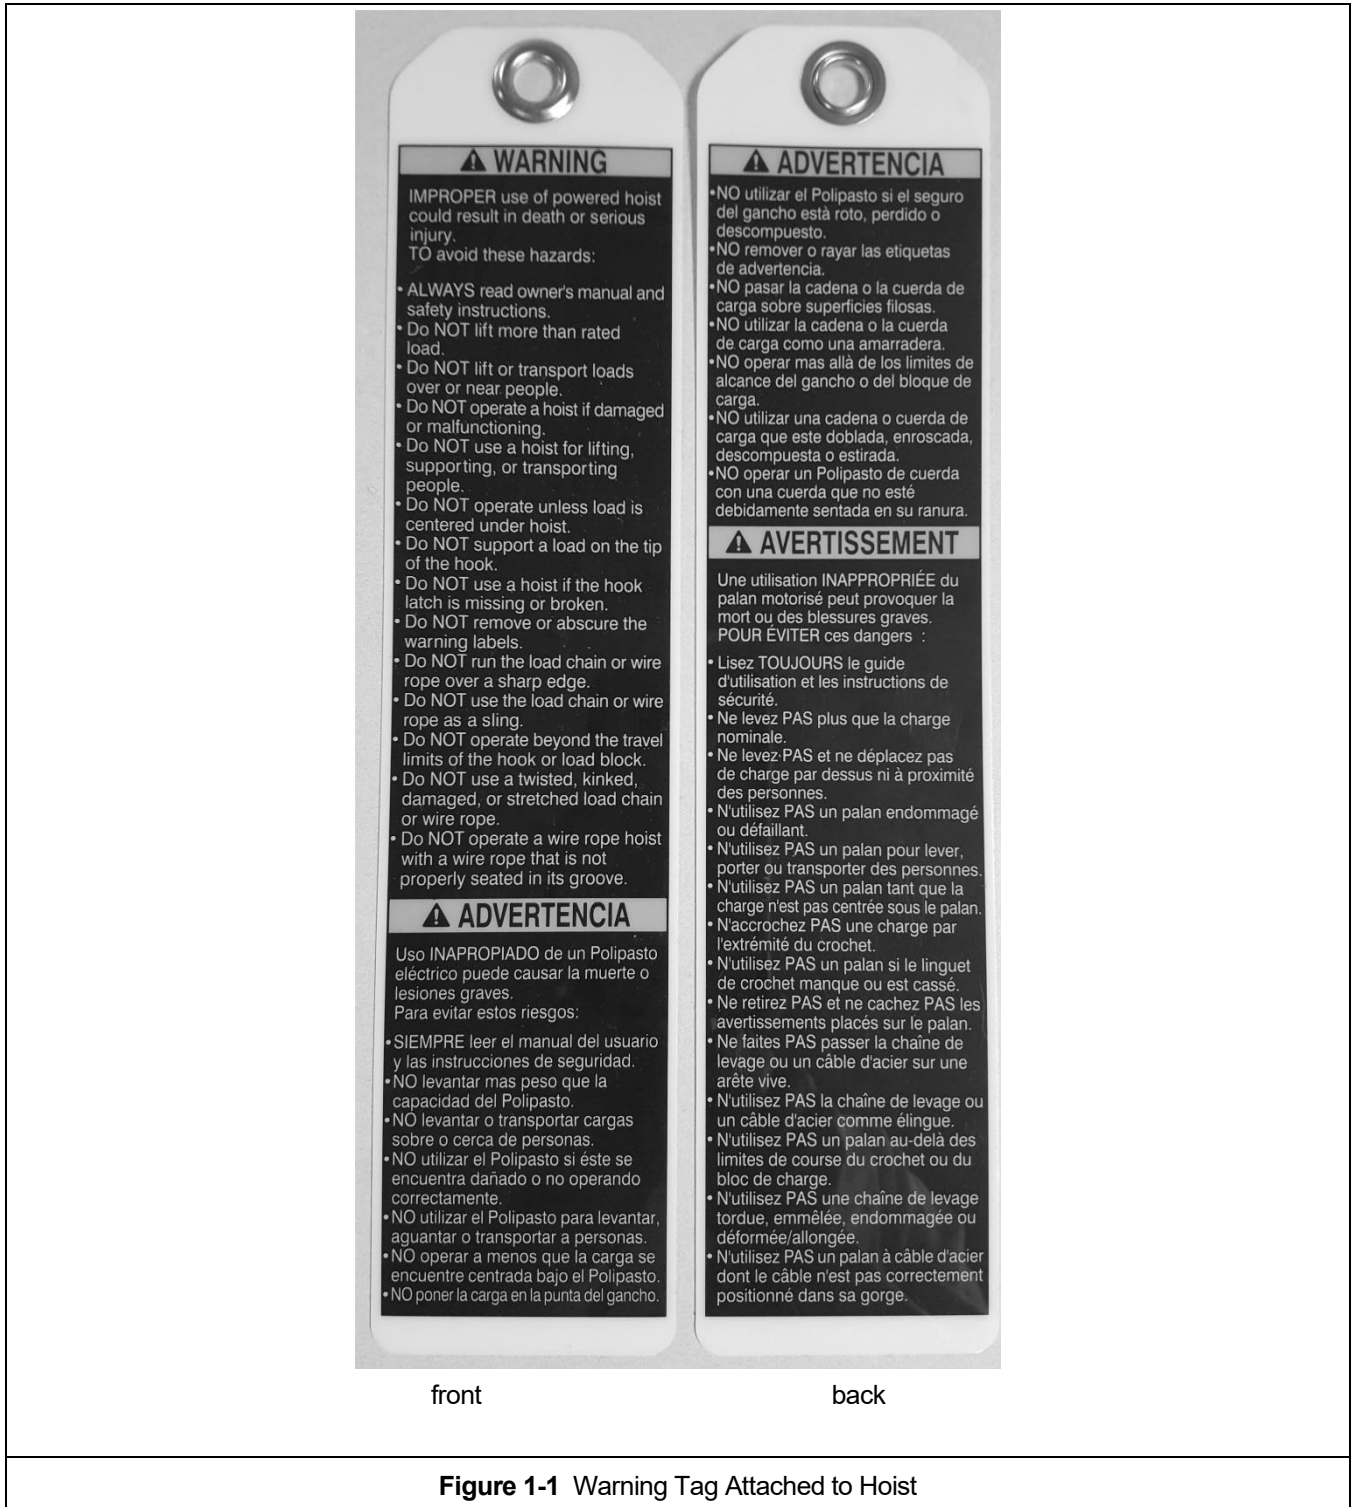 ⚠ WARNING
IMPROPER use of powered hoist
could result in death or serious
injury.
TO avoid these hazards:
• ALWAYS read owner's manual and
safety instructions.
• Do NOT lift more than rated
load.
• Do NOT lift or transport loads
over or near people.
• Do NOT operate a hoist if damaged
or malfunctioning.
• Do NOT use a hoist for lifting,
supporting, or transporting
people.
• Do NOT operate unless load is
centered under hoist.
• Do NOT support a load on the tip
of the hook.
• Do NOT use a hoist if the hook
latch is missing or broken.
• Do NOT remove or abscure the
warning labels.
• Do NOT run the load chain or wire
rope over a sharp edge.
• Do NOT use the load chain or wire
rope as a sling.
• Do NOT operate beyond the travel
limits of the hook or load block.
• Do NOT use a twisted, kinked,
damaged, or stretched load chain
or wire rope.
• Do NOT operate a wire rope hoist
with a wire rope that is not
properly seated in its groove.
⚠ ADVERTENCIA
Uso INAPROPIADO de un Polipasto
eléctrico puede causar la muerte o
lesiones graves.
Para evitar estos riesgos:
• SIEMPRE leer el manual del usuario
y las instrucciones de seguridad.
• NO levantar mas peso que la
capacidad del Polipasto.
• NO levantar o transportar cargas
sobre o cerca de personas.
• NO utilizar el Polipasto si éste se
encuentra dañado o no operando
correctamente.
• NO utilizar el Polipasto para levantar,
aguantar o transportar a personas.
• NO operar a menos que la carga se
encuentre centrada bajo el Polipasto.
• NO poner la carga en la punta del gancho.
front
⚠ ADVERTENCIA
• NO utilizar el Polipasto si el seguro
del gancho està roto, perdido o
descompuesto.
• NO remover o rayar las etiquetas
de advertencia.
• NO pasar la cadena o la cuerda de
carga sobre superficies filosas.
• NO utilizar la cadena o la cuerda
de carga como una amarradera.
• NO operar mas allà de los limites de
alcance del gancho o del bloque de
carga.
• NO utilizar una cadena o cuerda de
carga que este doblada, enroscada,
descompuesta o estirada.
• NO operar un Polipasto de cuerda
con una cuerda que no esté
debidamente sentada en su ranura.
⚠ AVERTISSEMENT
Une utilisation INAPPROPRIÉE du
palan motorisé peut provoquer la
mort ou des blessures graves.
POUR ÉVITER ces dangers :
• Lisez TOUJOURS le guide
d'utilisation et les instructions de
sécurité.
• Ne levez PAS plus que la charge
nominale.
• Ne levez PAS et ne déplacez pas
de charge par dessus ni à proximité
des personnes.
• N'utilisez PAS un palan endommagé
ou défaillant.
• N'utilisez PAS un palan pour lever,
porter ou transporter des personnes.
• N'utilisez PAS un palan tant que la
charge n'est pas centrée sous le palan.
• N'accrochez PAS une charge par
l'extrémité du crochet.
• N'utilisez PAS un palan si le linguet
de crochet manque ou est cassé.
• Ne retirez PAS et ne cachez PAS les
avertissements placés sur le palan.
• Ne faites PAS passer la chaîne de
levage ou un câble d'acier sur une
arête vive.
• N'utilisez PAS la chaîne de levage ou
un câble d'acier comme élingue.
• N'utilisez PAS un palan au-delà des
limites de course du crochet ou du
bloc de charge.
• N'utilisez PAS une chaîne de levage
tordue, emmêlée, endommagée ou
déformée/allongée.
• N'utilisez PAS un palan à câble d'acier
dont le câble n'est pas correctement
positionné dans sa gorge.
back
Figure 1-1 Warning Tag Attached to Hoist